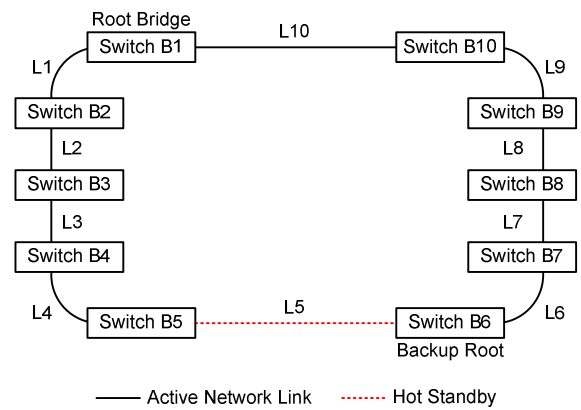 Root Bridge
Switch B1
L10
Switch B10
L1
L9
Switch B2
Switch B9
L2
L8
Switch B3
Switch B8
L3
L7
Switch B4
Switch B7
L4
L5
L6
Switch B5
Switch B6
Backup Root
Active Network Link
Hot Standby